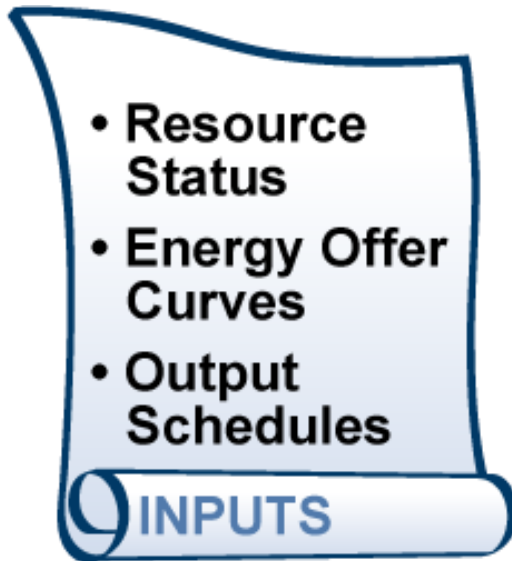 • Resource
Status
• Energy Offer
Curves
• Output
Schedules
INPUTS